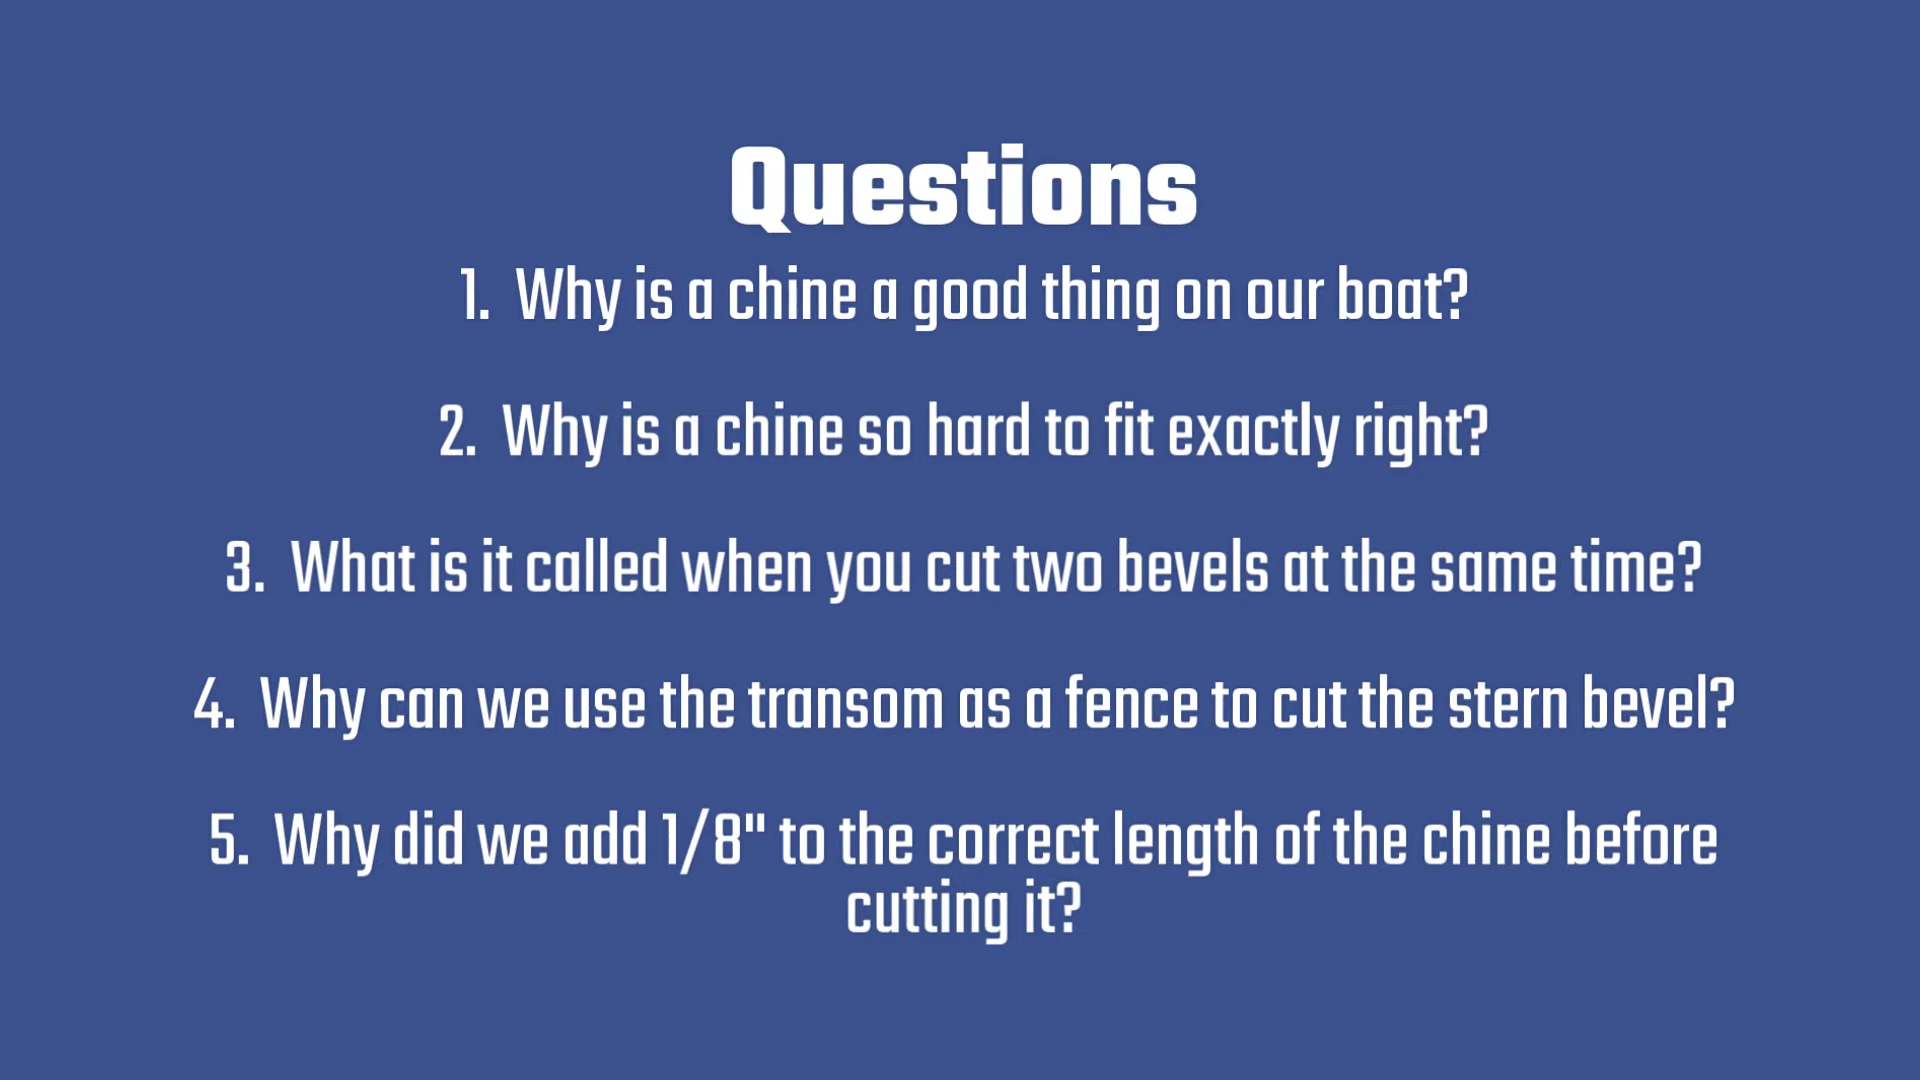 Questions
1. Why is a chine a good thing on our boat?
2. Why is a chine so hard to fit exactly right?
3. What is it called when you cut two bevels at the same time?
4. Why can we use the transom as a fence to cut the stern bevel?
5. Why did we add 1/8" to the correct length of the chine before
cutting it?